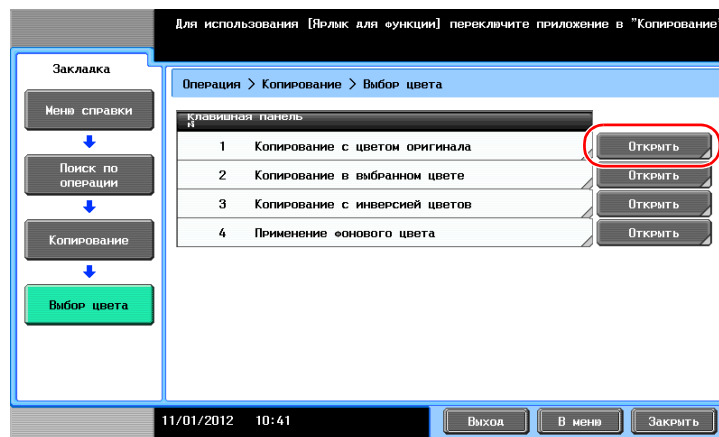 Для использования [Ярлык для функции] переключите приложение в "Копирование"
Закладка
Операция > Копирование > Выбор цвета
Меню справки
Клавишная панель
1 Копирование с цветом оригинала Открыть
Поиск по
операции
2 Копирование в выбранном цвете Открыть
3 Копирование с инверсией цветов Открыть
Копирование
4 Применение фонового цвета Открыть
Выбор цвета
11/01/2012 10:41 Выход В меню Закрыть